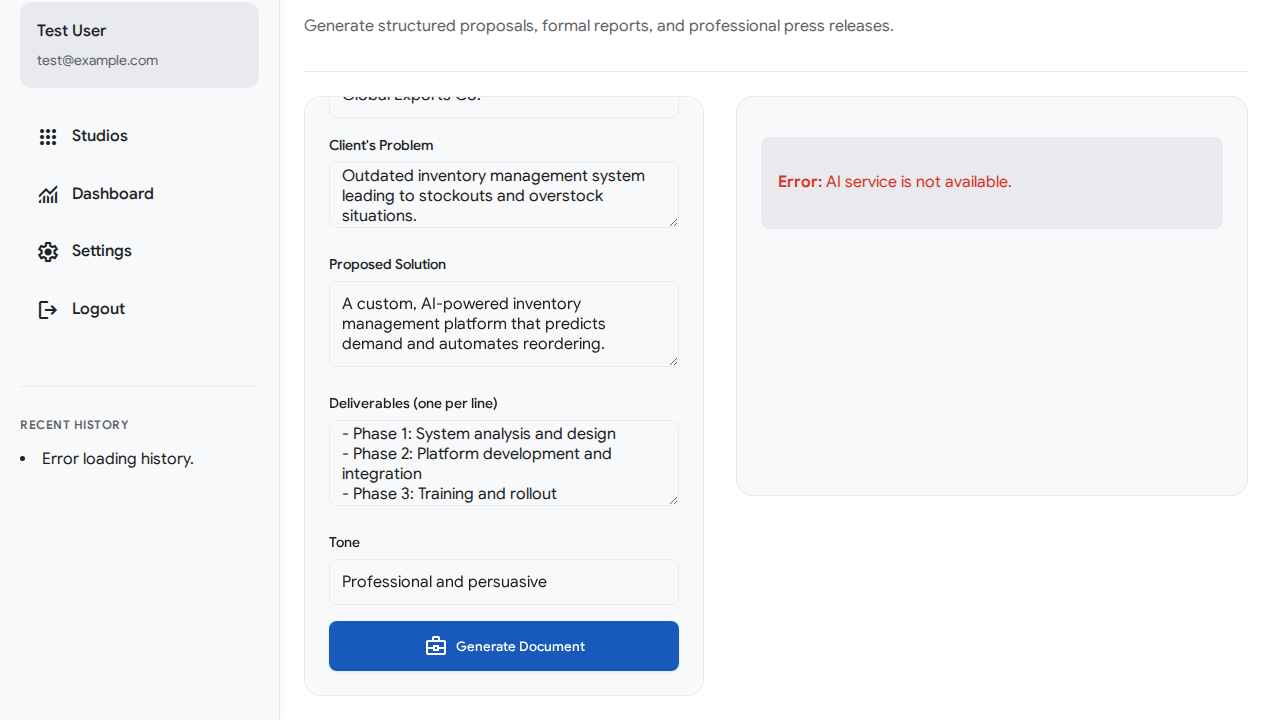 Test User
test@example.com
Studios
Dashboard
Settings
Logout
RECENT HISTORY
Error loading history.
Generate structured proposals, formal reports, and professional press releases.
Global Exports Co.
Client's Problem
Outdated inventory management system
leading to stockouts and overstock
situations.
Proposed Solution
A custom, AI-powered inventory
management platform that predicts
demand and automates reordering.
Deliverables (one per line)
- Phase 1: System analysis and design
- Phase 2: Platform development and
integration
- Phase 3: Training and rollout
Tone
Professional and persuasive
Generate Document
Error: AI service is not available.